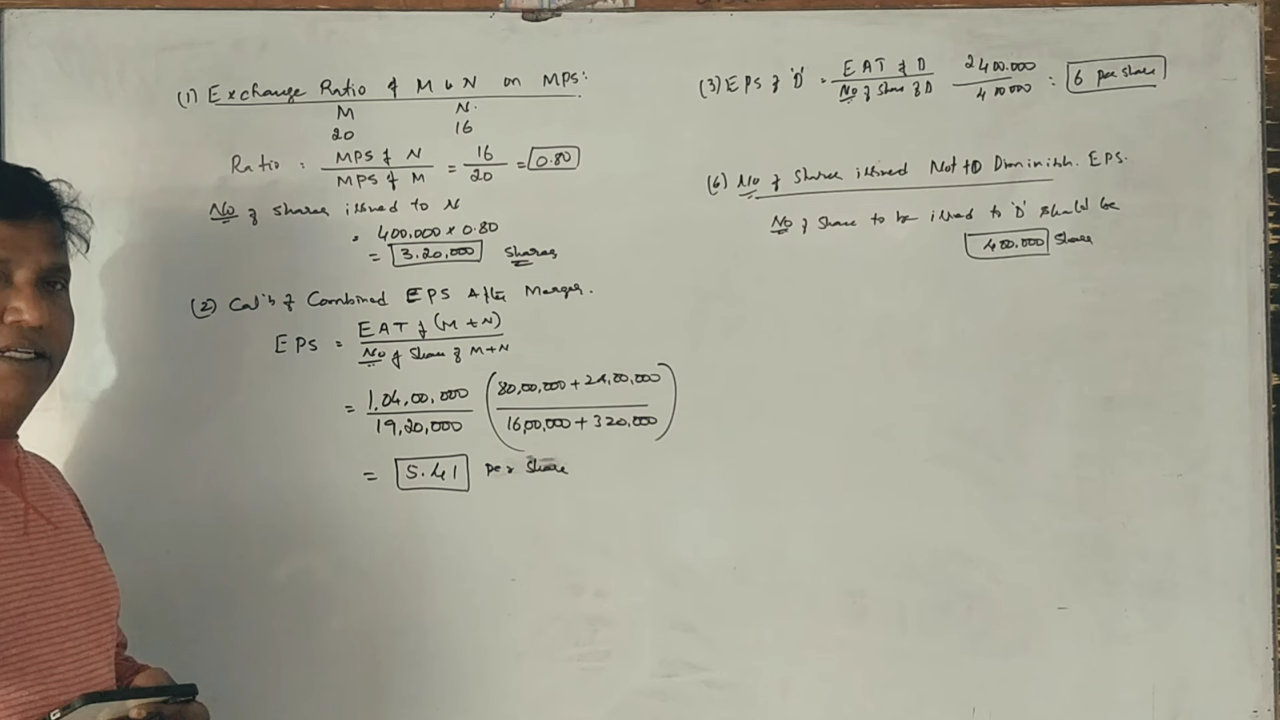 (1) Exchange Ratio of M & N on MPS:
M N.
20 16
Ratio : MPS of N / MPS of M = 16 / 20 = 0.80
No of shares issued to N
= 400,000 x 0.80
= 3,20,000 Shares
(2) Cal'n of Combined EPS After Merger.
EPS = EAT of (M + N) / No of Share of M+N
= 1,04,00,000 / 19,20,000 (80,00,000 + 24,00,000 / 16,00,000 + 320,000)
= 5.41 per Share
(3) EPS of 'D' = EAT of D / No of Share of D 2400.000 / 400000 : 6 per share
(6) No of Shares issued Not to Diminish. EPS.
No of Share to be issued to 'D' should be
400.000 Share